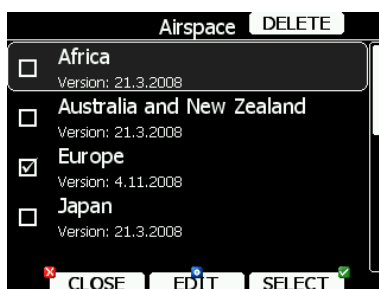 Airspace DELETE
Africa
Version: 21.3.2008
Australia and New Zealand
Version: 21.3.2008
Europe
Version: 4.11.2008
Japan
Version: 21.3.2008
CLOSE EDIT SELECT